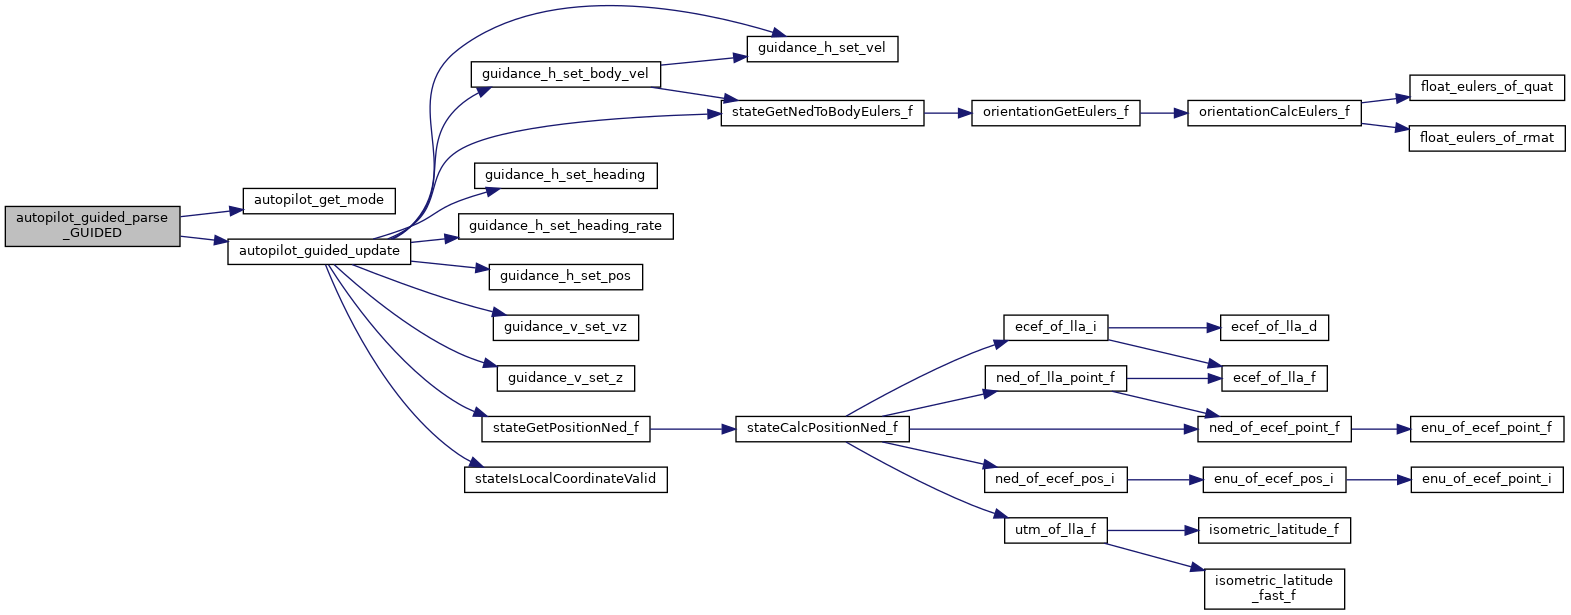 autopilot_guided_parse
_GUIDED
autopilot_get_mode
autopilot_guided_update
guidance_h_set_body_vel
guidance_h_set_vel
stateGetNedToBodyEulers_f
orientationGetEulers_f
orientationCalcEulers_f
float_eulers_of_quat
float_eulers_of_rmat
guidance_h_set_heading
guidance_h_set_heading_rate
guidance_h_set_pos
guidance_v_set_vz
guidance_v_set_z
stateGetPositionNed_f
stateIsLocalCoordinateValid
stateCalcPositionNed_f
ecef_of_lla_i
ecef_of_lla_d
ned_of_lla_point_f
ecef_of_lla_f
ned_of_ecef_point_f
enu_of_ecef_point_f
ned_of_ecef_pos_i
enu_of_ecef_pos_i
enu_of_ecef_point_i
utm_of_lla_f
isometric_latitude_f
isometric_latitude
_fast_f